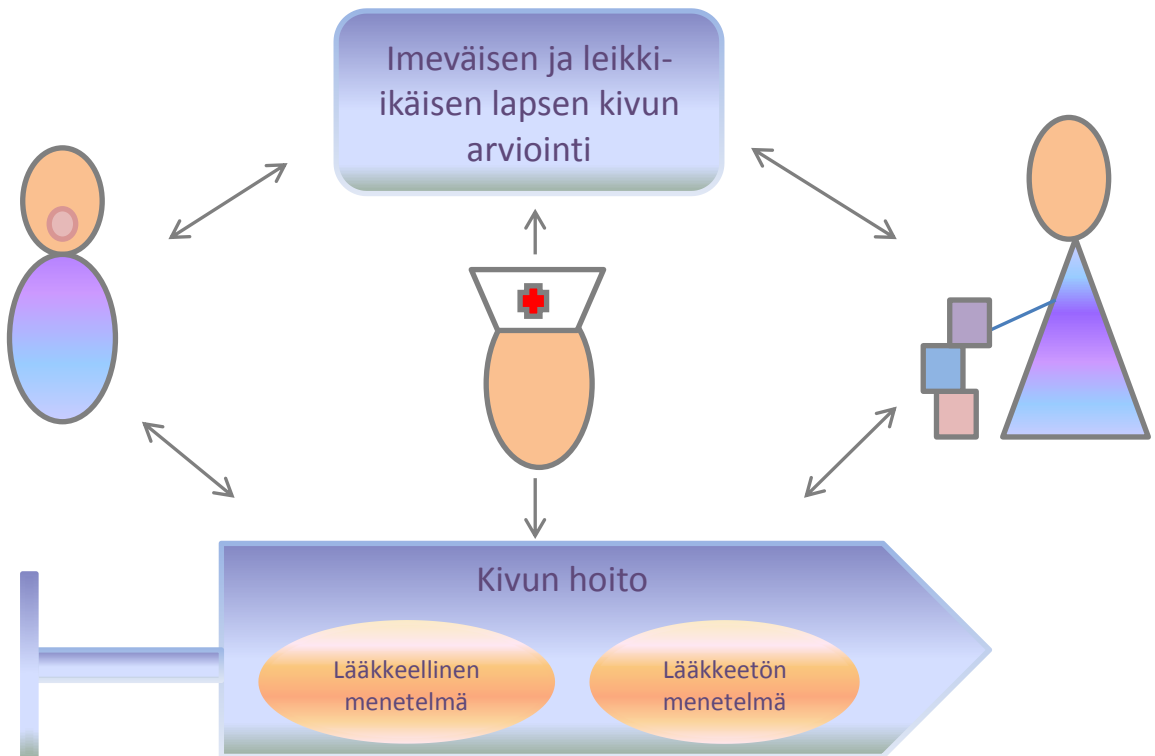 Imeväisen ja leikki-
ikäisen lapsen kivun
arviointi
Kivun hoito
Lääkkeellinen
menetelmä
Lääkkeetön
menetelmä